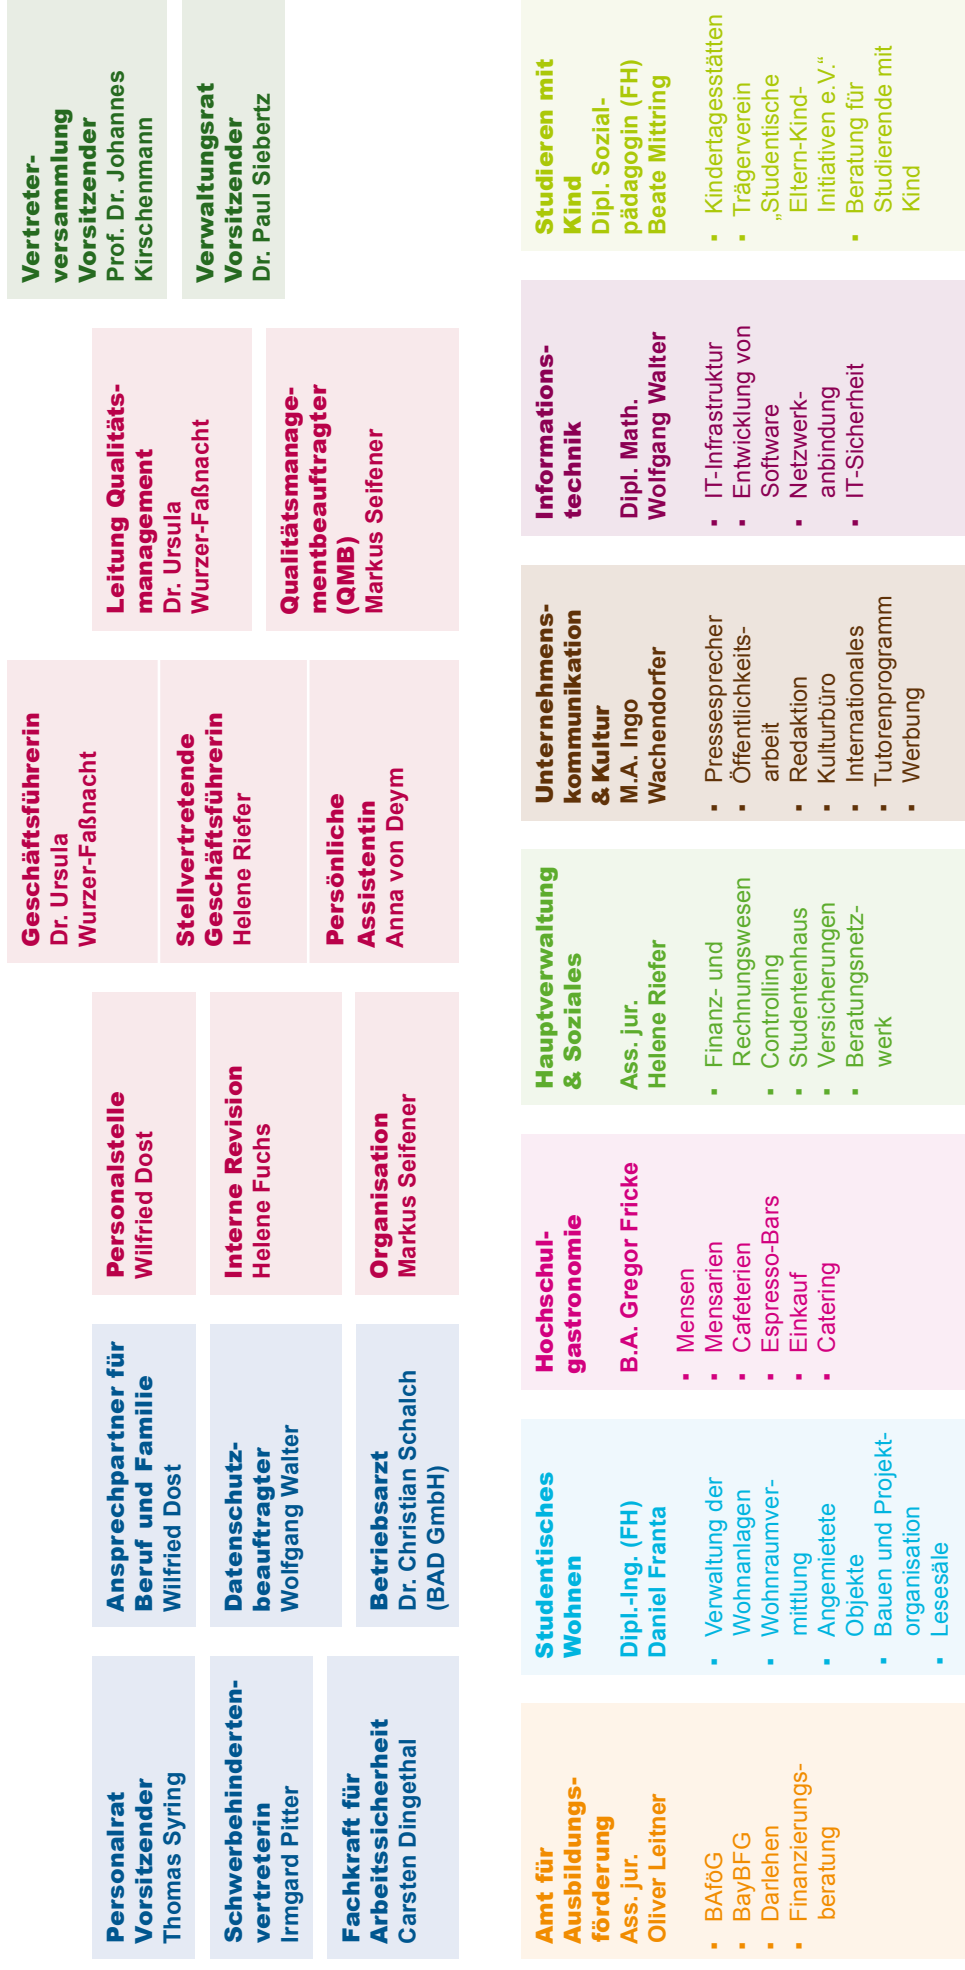 Personalrat
Vorsitzender
Thomas Syring
Schwerbehinderten-
vertreterin
Irmgard Pitter
Fachkraft für
Arbeitssicherheit
Carsten Dingethal
Ansprechpartner für
Beruf und Familie
Wilfried Dost
Datenschutz-
beauftragter
Wolfgang Walter
Betriebsarzt
Dr. Christian Schalch
(BAD GmbH)
Personalstelle
Wilfried Dost
Interne Revision
Helene Fuchs
Organisation
Markus Seifener
Geschäftsführerin
Dr. Ursula
Wurzer-Faßnacht
Stellvertretende
Geschäftsführerin
Helene Riefer
Persönliche
Assistentin
Anna von Deym
Leitung Qualitäts-
management
Dr. Ursula
Wurzer-Faßnacht
Qualitätsmanage-
mentbeauftragter
(QMB)
Markus Seifener
Vertreter-
versammlung
Vorsitzender
Prof. Dr. Johannes
Kirschenmann
Verwaltungsrat
Vorsitzender
Dr. Paul Siebertz
Amt für
Ausbildungs-
förderung
Ass. jur.
Oliver Leitner
▪ BAföG
▪ BayBFG
▪ Darlehen
▪ Finanzierungs-
beratung
Studentisches
Wohnen
Dipl.-Ing. (FH)
Daniel Franta
▪ Verwaltung der
Wohnanlagen
▪ Wohnraumver-
mittlung
▪ Angemietete
Objekte
▪ Bauen und Projekt-
organisation
▪ Lesesäle
Hochschul-
gastronomie
B.A. Gregor Fricke
▪ Mensen
▪ Mensarien
▪ Cafeterien
▪ Espresso-Bars
▪ Einkauf
▪ Catering
Hauptverwaltung
& Soziales
Ass. jur.
Helene Riefer
▪ Finanz- und
Rechnungswesen
▪ Controlling
▪ Studentenhaus
▪ Versicherungen
▪ Beratungsnetz-
werk
Unternehmens-
kommunikation
& Kultur
M.A. Ingo
Wachendorfer
▪ Pressesprecher
▪ Öffentlichkeits-
arbeit
▪ Redaktion
▪ Kulturbüro
▪ Internationales
▪ Tutorenprogramm
▪ Werbung
Informations-
technik
Dipl. Math.
Wolfgang Walter
▪ IT-Infrastruktur
▪ Entwicklung von
Software
▪ Netzwerk-
anbindung
▪ IT-Sicherheit
Studieren mit
Kind
Dipl. Sozial-
pädagogin (FH)
Beate Mittring
▪ Kindertagesstätten
▪ Trägerverein
„Studentische
Eltern-Kind-
Initiativen e.V.“
▪ Beratung für
Studierende mit
Kind